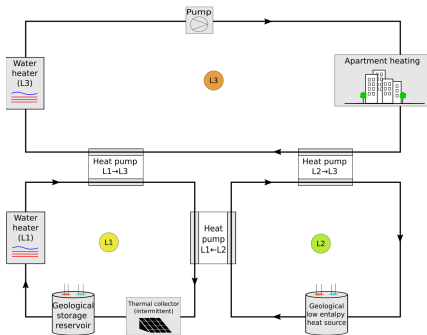 Pump
Water
heater
(L3)
Apartment heating
L3
Heat pump
L1→L3
Heat pump
L2→L3
Water
heater
(L1)
L1
Heat
pump
L1←L2
L2
Geological
storage
reservoir
Thermal collector
(intermittent)
Geological
low entalpy
heat source